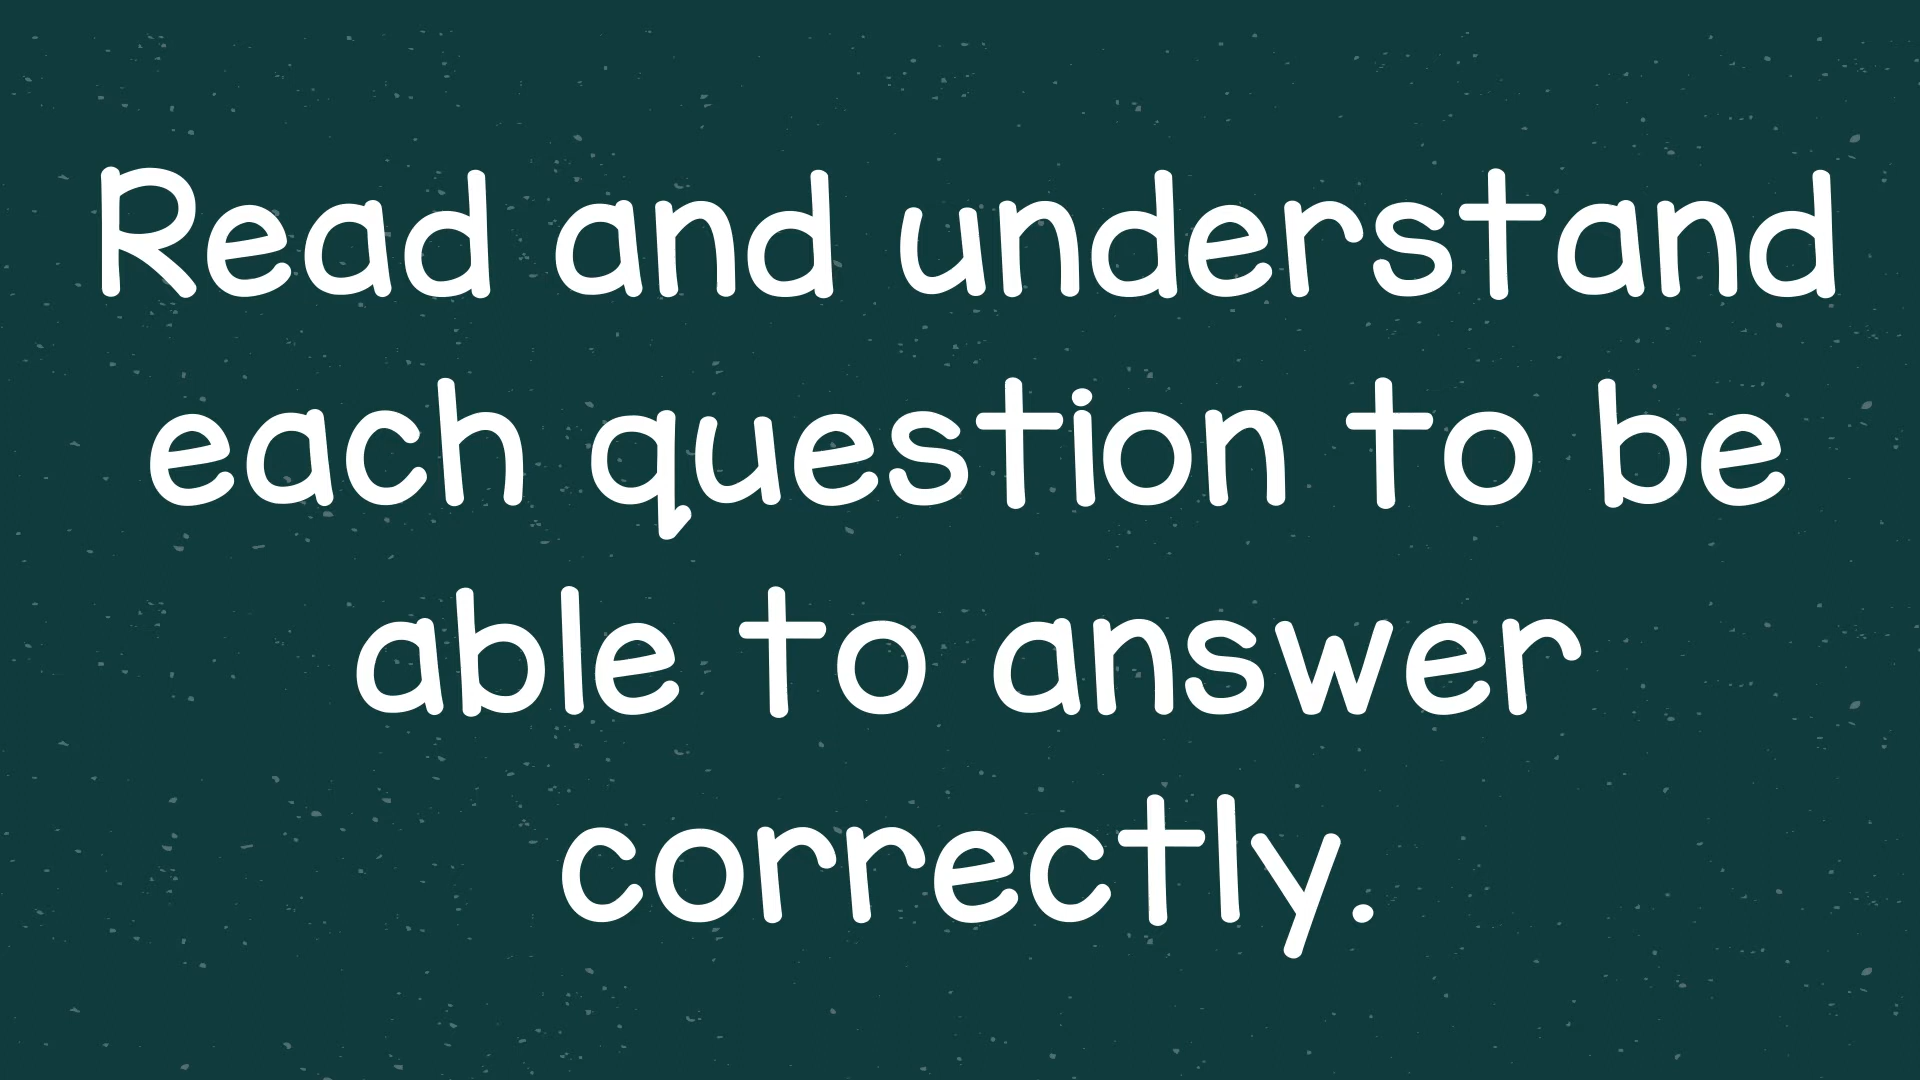 Read and understand
each question to be
able to answer
correctly.